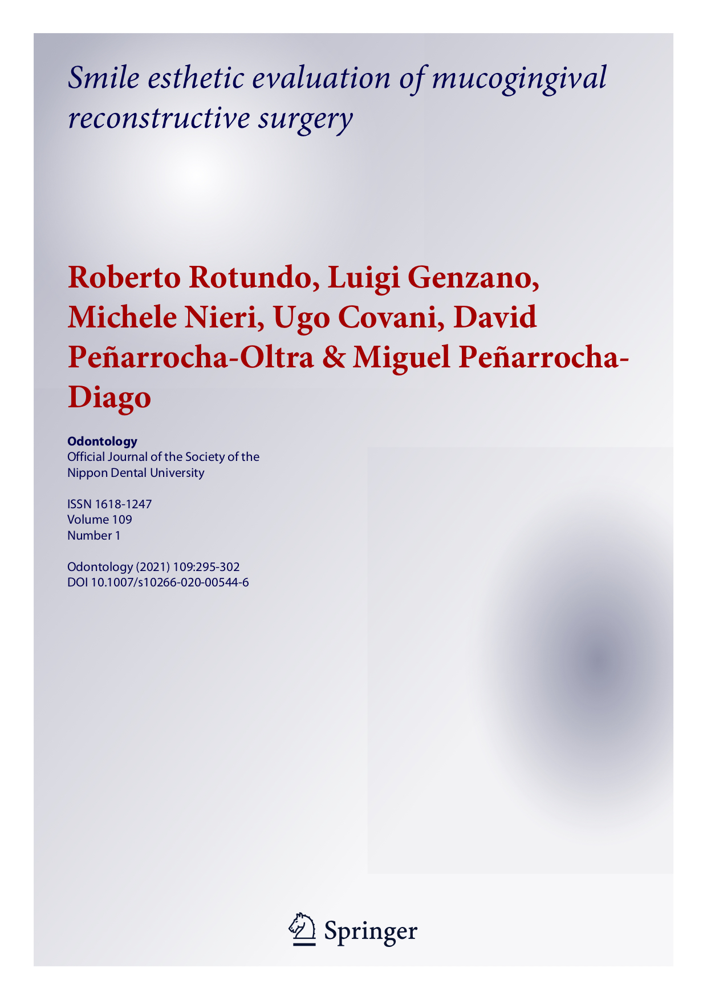 Smile esthetic evaluation of mucogingival
reconstructive surgery
Roberto Rotundo, Luigi Genzano,
Michele Nieri, Ugo Covani, David
Peñarrocha-Oltra & Miguel Peñarrocha-
Diago
Odontology
Official Journal of the Society of the
Nippon Dental University
ISSN 1618-1247
Volume 109
Number 1
Odontology (2021) 109:295-302
DOI 10.1007/s10266-020-00544-6
Springer